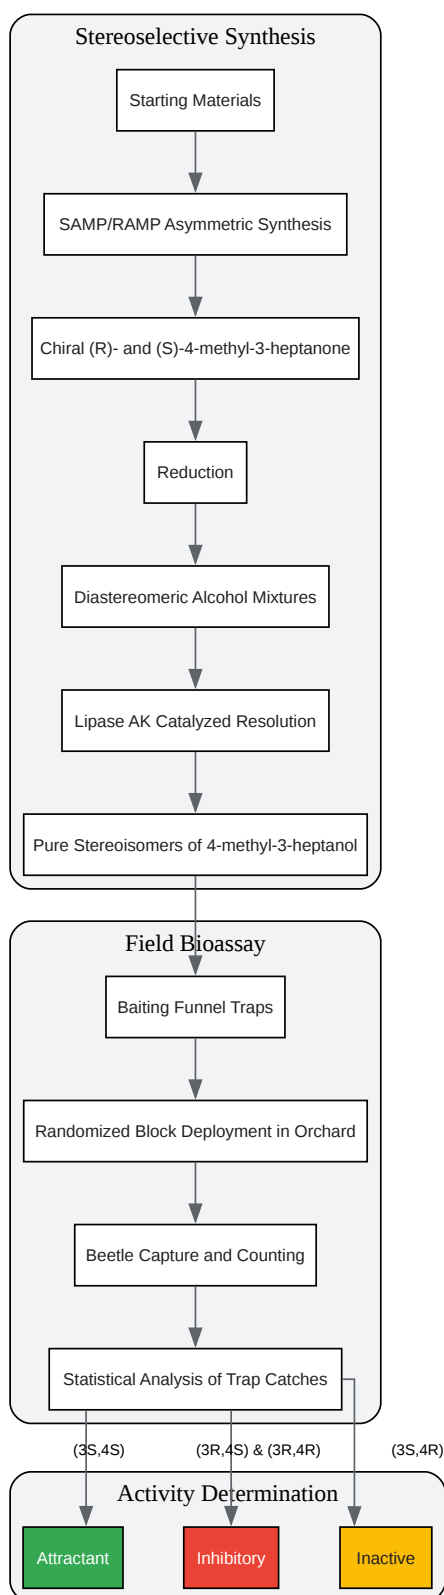 Stereoselective Synthesis
Starting Materials
SAMP/RAMP Asymmetric Synthesis
Chiral (R)- and (S)-4-methyl-3-heptanone
Reduction
Diastereomeric Alcohol Mixtures
Lipase AK Catalyzed Resolution
Pure Stereoisomers of 4-methyl-3-heptanol
Field Bioassay
Baiting Funnel Traps
Randomized Block Deployment in Orchard
Beetle Capture and Counting
Statistical Analysis of Trap Catches
(3S,4S)
(3R,4S) & (3R,4R)
(3S,4R)
Activity Determination
Attractant
Inhibitory
Inactive